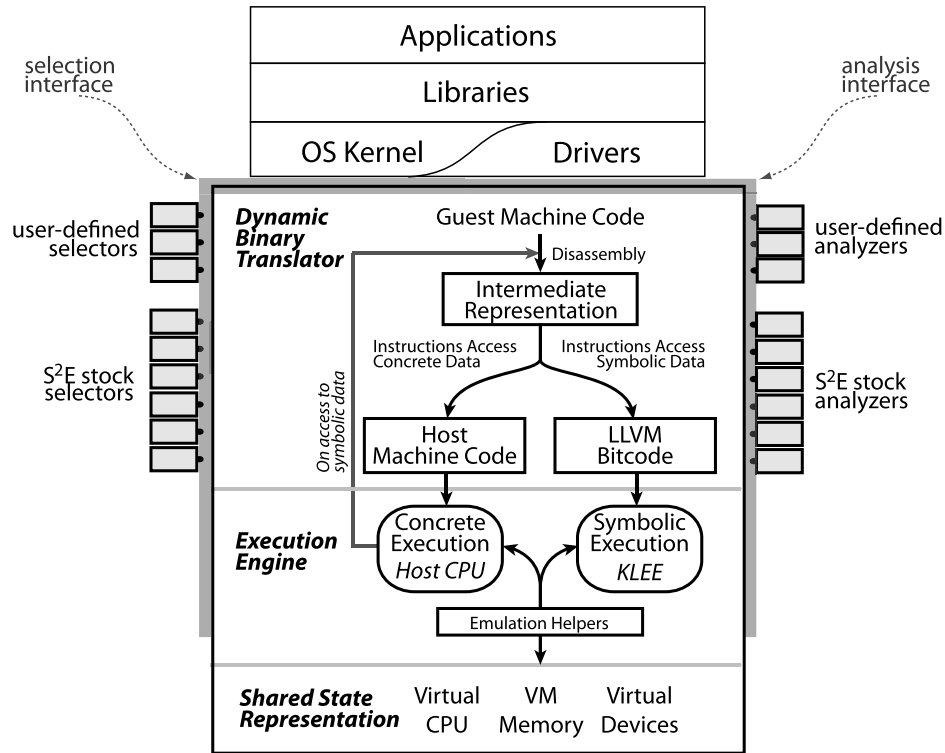 Applications
Libraries
OS Kernel
Drivers
selection
interface
analysis
interface
user-defined
selectors
S²E stock
selectors
user-defined
analyzers
S²E stock
analyzers
Dynamic
Binary
Translator
Guest Machine Code
Disassembly
Intermediate
Representation
Instructions Access
Concrete Data
Instructions Access
Symbolic Data
On access to
symbolic data
Host
Machine Code
LLVM
Bitcode
Execution
Engine
Concrete
Execution
Host CPU
Symbolic
Execution
KLEE
Emulation Helpers
Shared State
Representation
Virtual
CPU
VM
Memory
Virtual
Devices